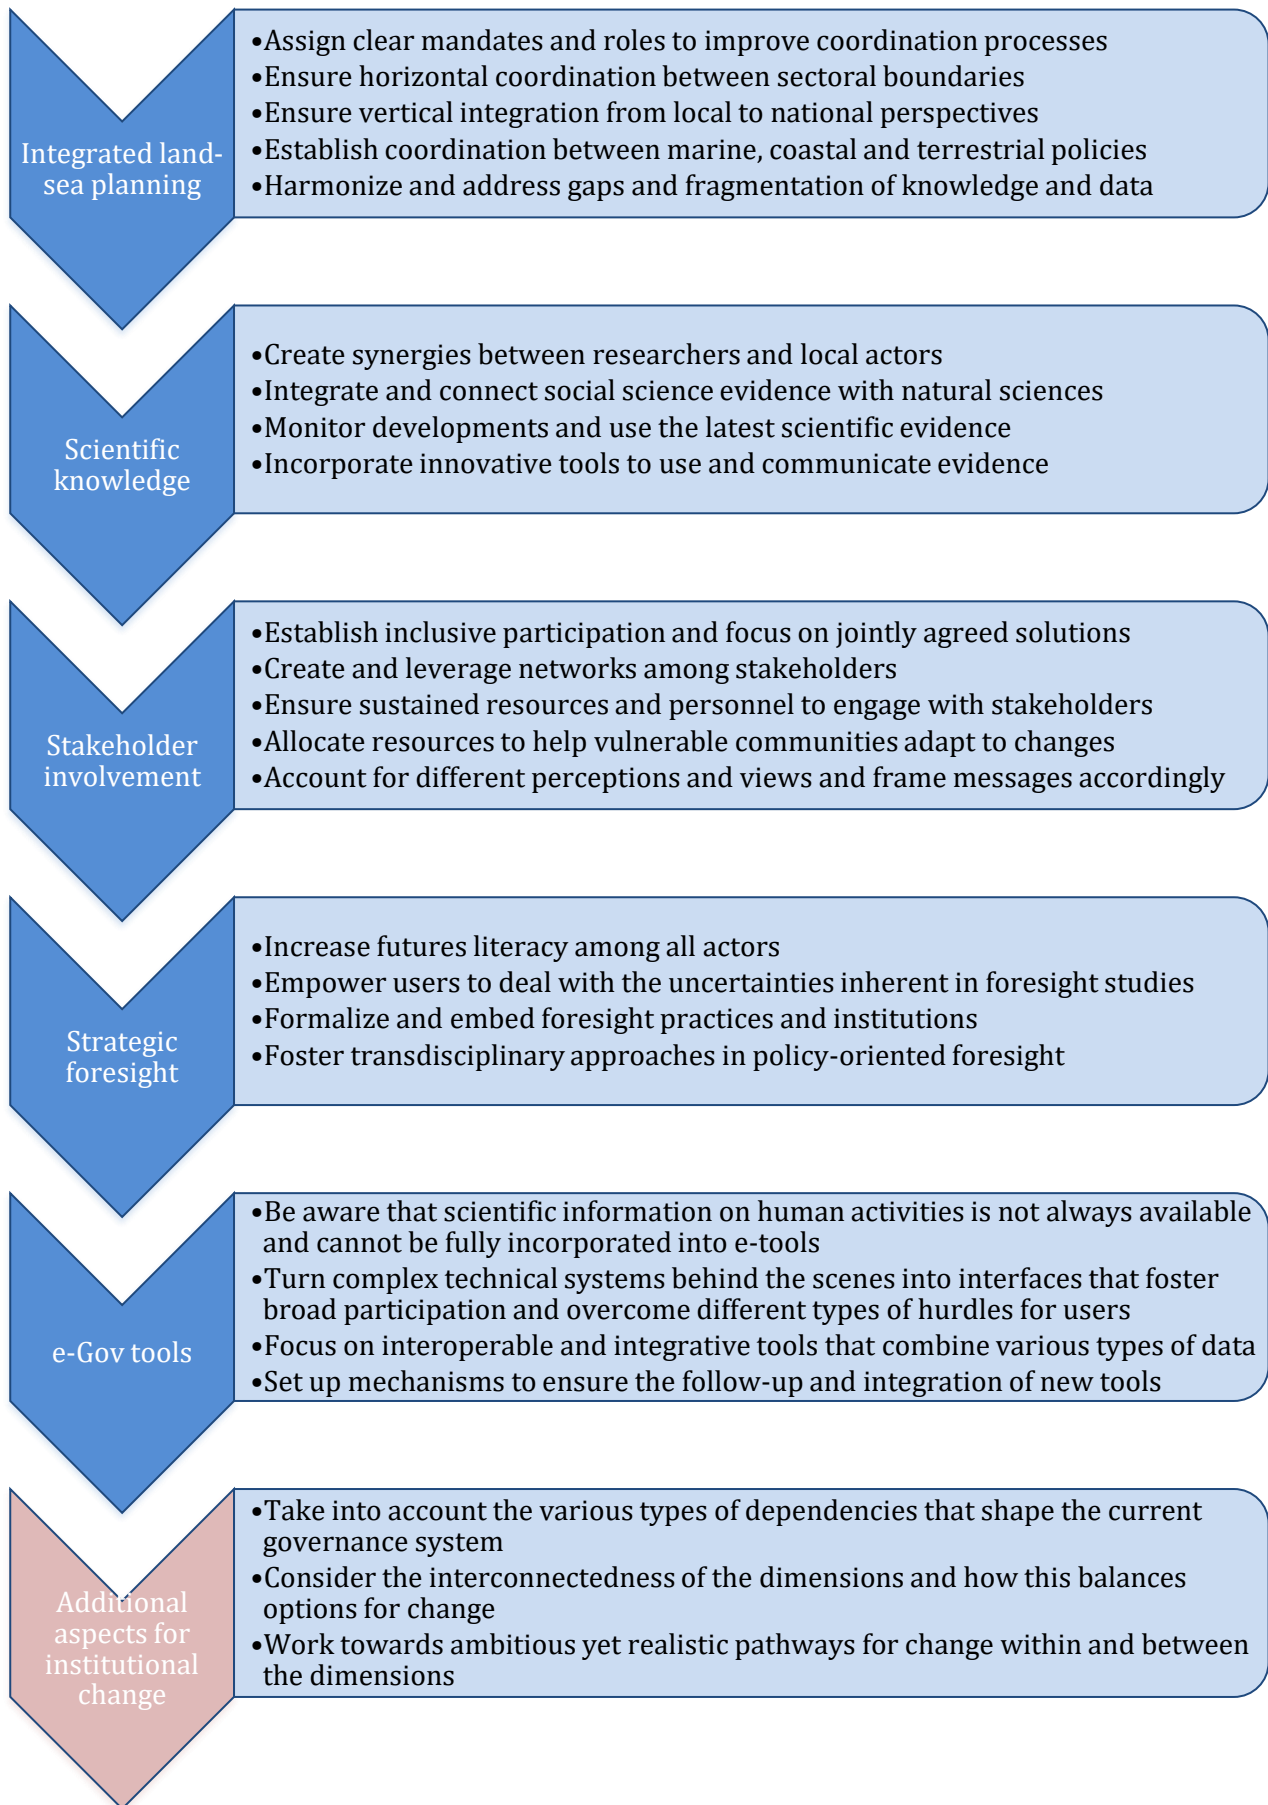 Integrated land-
sea planning
•Assign clear mandates and roles to improve coordination processes
•Ensure horizontal coordination between sectoral boundaries
•Ensure vertical integration from local to national perspectives
•Establish coordination between marine, coastal and terrestrial policies
•Harmonize and address gaps and fragmentation of knowledge and data
Scientific
knowledge
•Create synergies between researchers and local actors
•Integrate and connect social science evidence with natural sciences
•Monitor developments and use the latest scientific evidence
•Incorporate innovative tools to use and communicate evidence
Stakeholder
involvement
•Establish inclusive participation and focus on jointly agreed solutions
•Create and leverage networks among stakeholders
•Ensure sustained resources and personnel to engage with stakeholders
•Allocate resources to help vulnerable communities adapt to changes
•Account for different perceptions and views and frame messages accordingly
Strategic
foresight
•Increase futures literacy among all actors
•Empower users to deal with the uncertainties inherent in foresight studies
•Formalize and embed foresight practices and institutions
•Foster transdisciplinary approaches in policy-oriented foresight
e-Gov tools
•Be aware that scientific information on human activities is not always available
and cannot be fully incorporated into e-tools
•Turn complex technical systems behind the scenes into interfaces that foster
broad participation and overcome different types of hurdles for users
•Focus on interoperable and integrative tools that combine various types of data
•Set up mechanisms to ensure the follow-up and integration of new tools
Additional
aspects for
institutional
change
•Take into account the various types of dependencies that shape the current
governance system
•Consider the interconnectedness of the dimensions and how this balances
options for change
•Work towards ambitious yet realistic pathways for change within and between
the dimensions